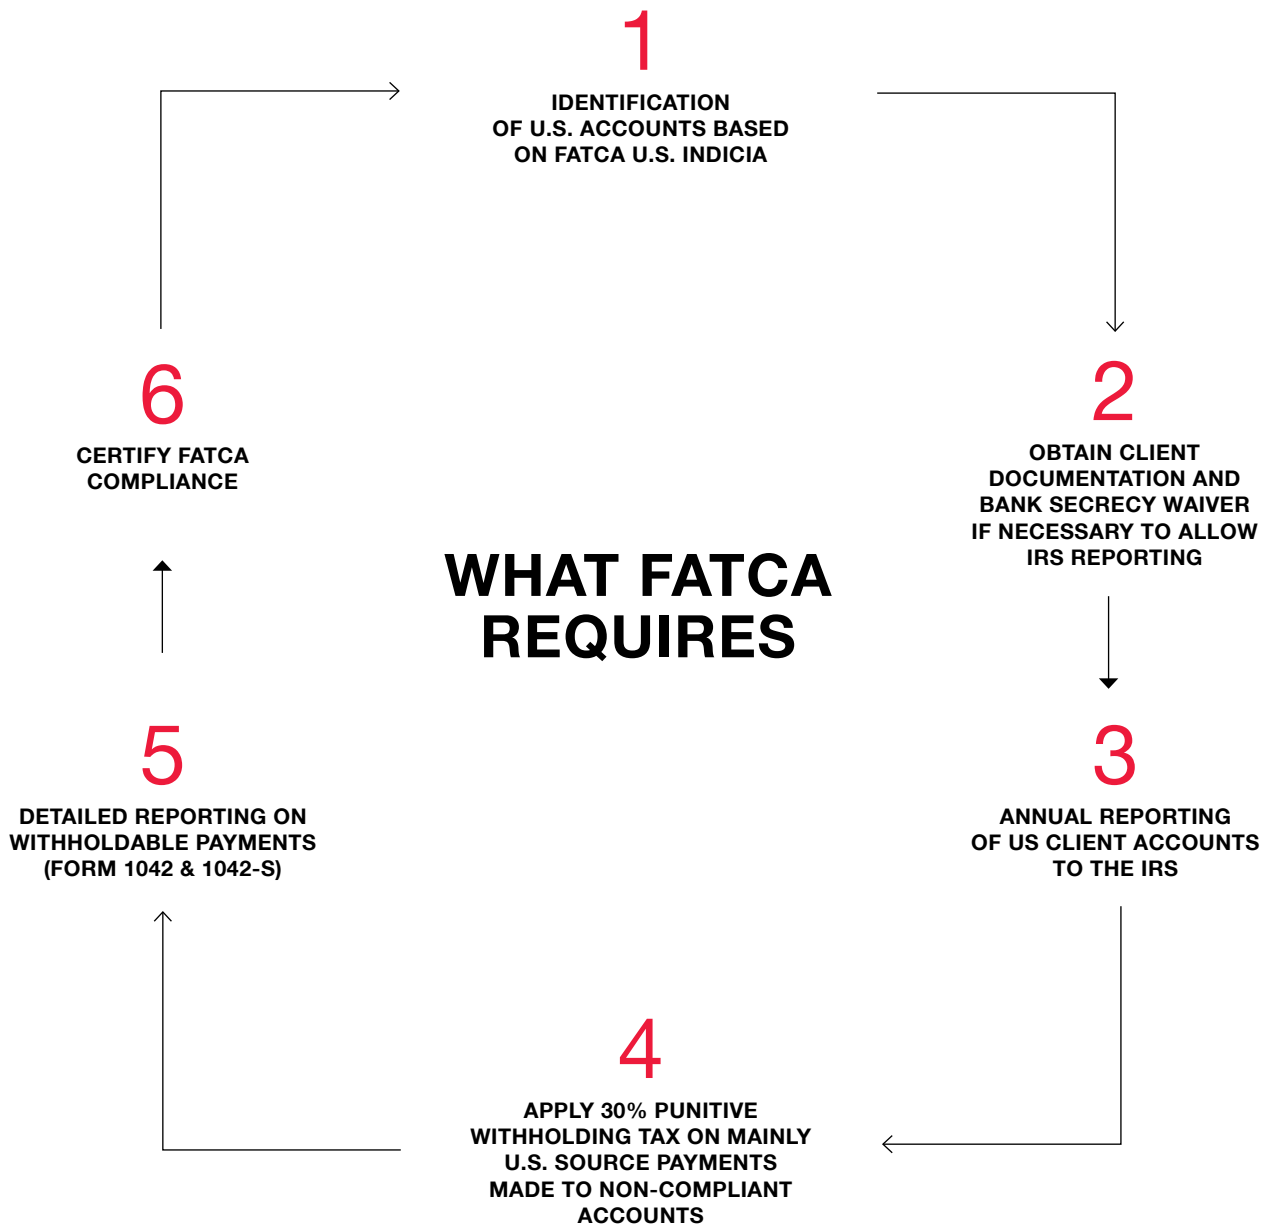 1
IDENTIFICATION
OF U.S. ACCOUNTS BASED
ON FATCA U.S. INDICIA
2
OBTAIN CLIENT
DOCUMENTATION AND
BANK SECRECY WAIVER
IF NECESSARY TO ALLOW
IRS REPORTING
3
ANNUAL REPORTING
OF US CLIENT ACCOUNTS
TO THE IRS
4
APPLY 30% PUNITIVE
WITHHOLDING TAX ON MAINLY
U.S. SOURCE PAYMENTS
MADE TO NON-COMPLIANT
ACCOUNTS
5
DETAILED REPORTING ON
WITHHOLDABLE PAYMENTS
(FORM 1042 & 1042-S)
6
CERTIFY FATCA
COMPLIANCE
WHAT FATCA
REQUIRES